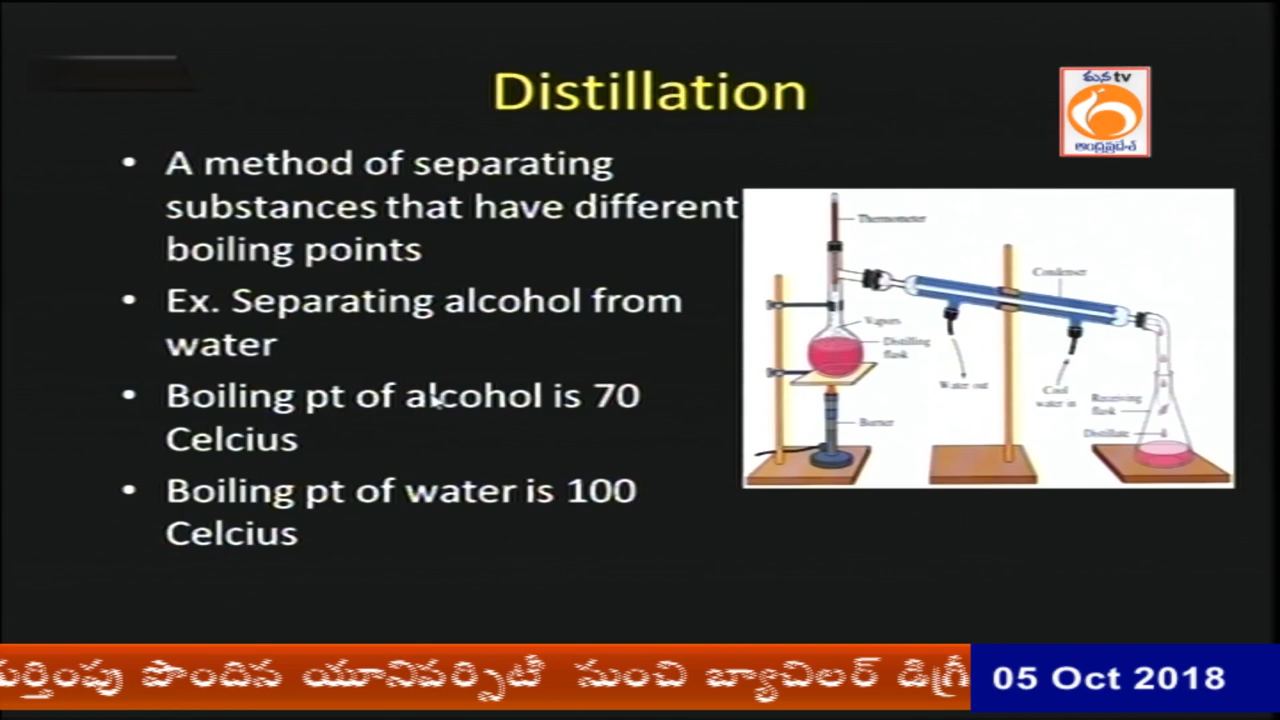 Distillation
మన tv
ఆంధ్రప్రదేశ్
• A method of separating
substances that have different
boiling points
• Ex. Separating alcohol from
water
• Boiling pt of alcohol is 70
Celcius
• Boiling pt of water is 100
Celcius
Thermometer
Condenser
Vapors
Distilling
flask
Water out
Cool
water in
Receiving
flask
Distillate
Burner
పొందిన యూనివర్సిటీ నుంచి బ్యాచిలర్ డిగ్రీ
05 Oct 2018